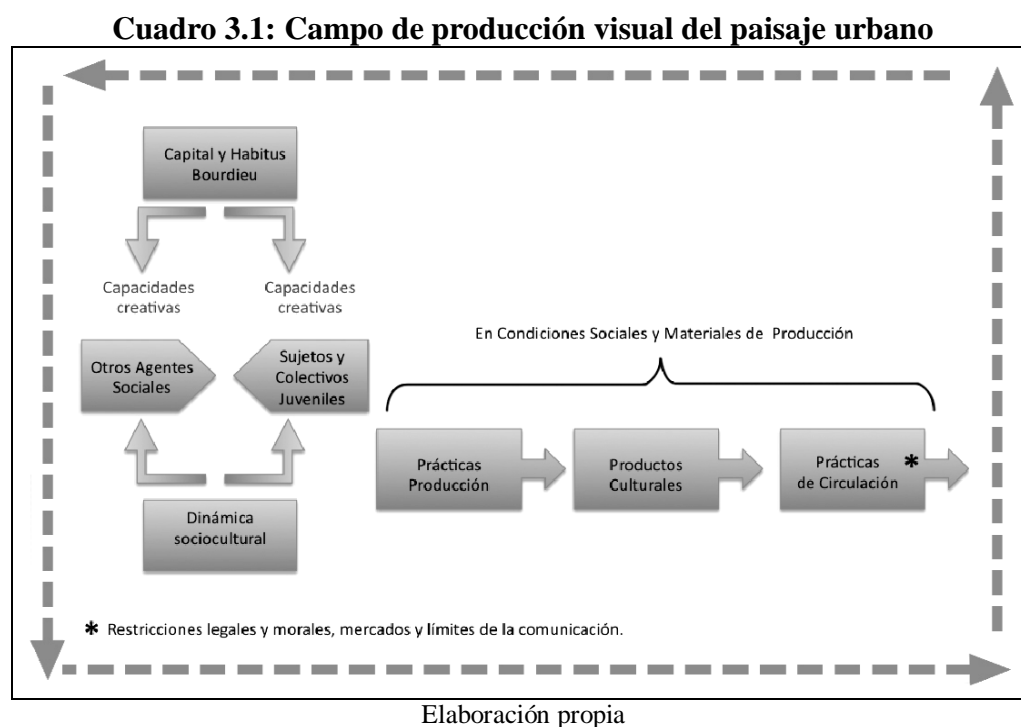 Cuadro 3.1: Campo de producción visual del paisaje urbano
Capital y Habitus
Bourdieu
Capacidades
creativas
Capacidades
creativas
Otros Agentes
Sociales
Sujetos y
Colectivos
Juveniles
Dinámica
sociocultural
En Condiciones Sociales y Materiales de Producción
Prácticas
Producción
Productos
Culturales
Prácticas
de Circulación *
* Restricciones legales y morales, mercados y límites de la comunicación.
Elaboración propia